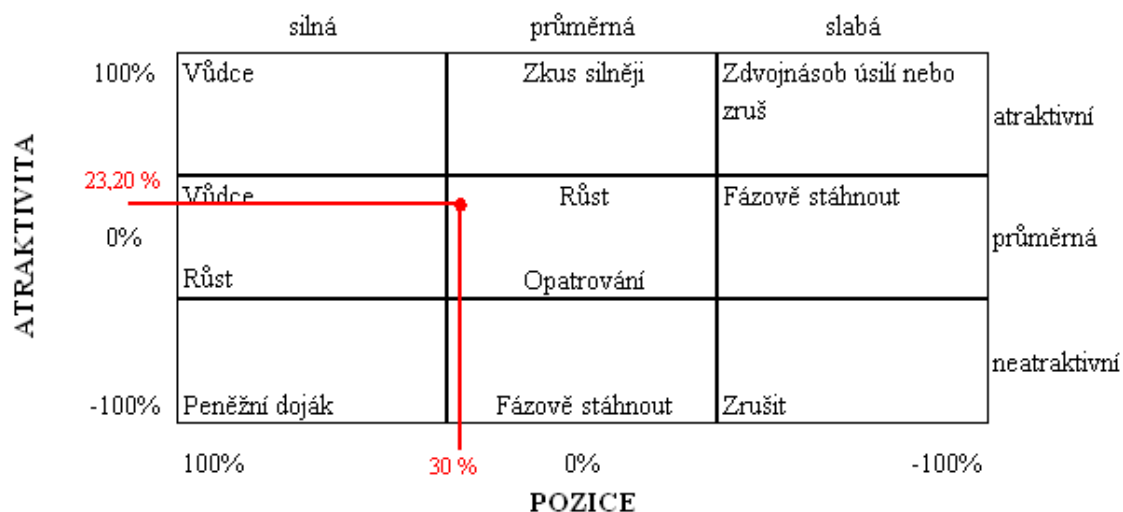 silná průměrná slabá
100% Vůdce Zkus silněji Zdvojnásob úsilí nebo
zruš
atraktivní
ATRAKTIVITA
23,20 %
Vůdce Růst Fázově stáhnout
0% průměrná
Růst Opatrování
neatraktivní
-100% Peněžní doják Fázově stáhnout Zrušit
100% 30 % 0% -100%
POZICE